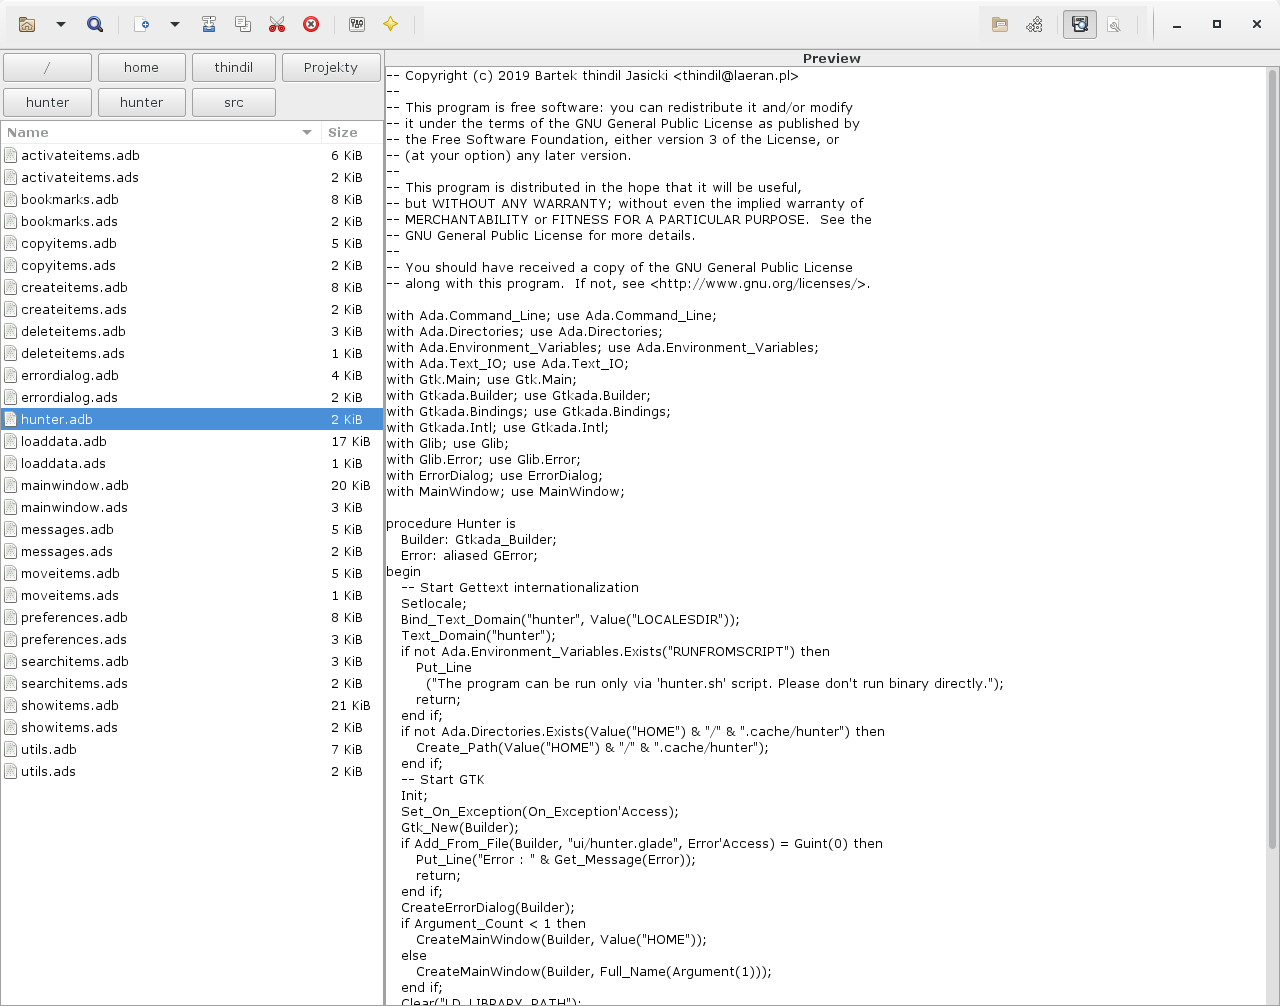 / home thindil Projekty
hunter hunter src
Name Size
activateitems.adb 6 KiB
activateitems.ads 2 KiB
bookmarks.adb 8 KiB
bookmarks.ads 2 KiB
copyitems.adb 5 KiB
copyitems.ads 2 KiB
createitems.adb 8 KiB
createitems.ads 2 KiB
deleteitems.adb 3 KiB
deleteitems.ads 1 KiB
errordialog.adb 4 KiB
errordialog.ads 2 KiB
hunter.adb 2 KiB
loaddata.adb 17 KiB
loaddata.ads 1 KiB
mainwindow.adb 20 KiB
mainwindow.ads 3 KiB
messages.adb 5 KiB
messages.ads 2 KiB
moveitems.adb 5 KiB
moveitems.ads 1 KiB
preferences.adb 8 KiB
preferences.ads 3 KiB
searchitems.adb 3 KiB
searchitems.ads 2 KiB
showitems.adb 21 KiB
showitems.ads 2 KiB
utils.adb 7 KiB
utils.ads 2 KiB
Preview
-- Copyright (c) 2019 Bartek thindil Jasicki <thindil@laeran.pl>
--
-- This program is free software: you can redistribute it and/or modify
-- it under the terms of the GNU General Public License as published by
-- the Free Software Foundation, either version 3 of the License, or
-- (at your option) any later version.
--
-- This program is distributed in the hope that it will be useful,
-- but WITHOUT ANY WARRANTY; without even the implied warranty of
-- MERCHANTABILITY or FITNESS FOR A PARTICULAR PURPOSE.  See the
-- GNU General Public License for more details.
--
-- You should have received a copy of the GNU General Public License
-- along with this program.  If not, see <http://www.gnu.org/licenses/>.

with Ada.Command_Line; use Ada.Command_Line;
with Ada.Directories; use Ada.Directories;
with Ada.Environment_Variables; use Ada.Environment_Variables;
with Ada.Text_IO; use Ada.Text_IO;
with Gtk.Main; use Gtk.Main;
with Gtkada.Builder; use Gtkada.Builder;
with Gtkada.Bindings; use Gtkada.Bindings;
with Gtkada.Intl; use Gtkada.Intl;
with Glib; use Glib;
with Glib.Error; use Glib.Error;
with ErrorDialog; use ErrorDialog;
with MainWindow; use MainWindow;

procedure Hunter is
   Builder: Gtkada_Builder;
   Error: aliased GError;
begin
   -- Start Gettext internationalization
   Setlocale;
   Bind_Text_Domain("hunter", Value("LOCALESDIR"));
   Text_Domain("hunter");
   if not Ada.Environment_Variables.Exists("RUNFROMSCRIPT") then
      Put_Line
        ("The program can be run only via 'hunter.sh' script. Please don't run binary directly.");
      return;
   end if;
   if not Ada.Directories.Exists(Value("HOME") & "/" & ".cache/hunter") then
      Create_Path(Value("HOME") & "/" & ".cache/hunter");
   end if;
   -- Start GTK
   Init;
   Set_On_Exception(On_Exception'Access);
   Gtk_New(Builder);
   if Add_From_File(Builder, "ui/hunter.glade", Error'Access) = Guint(0) then
      Put_Line("Error : " & Get_Message(Error));
      return;
   end if;
   CreateErrorDialog(Builder);
   if Argument_Count < 1 then
      CreateMainWindow(Builder, Value("HOME"));
   else
      CreateMainWindow(Builder, Full_Name(Argument(1)));
   end if;
   Clear("LD_LIBRARY_PATH");